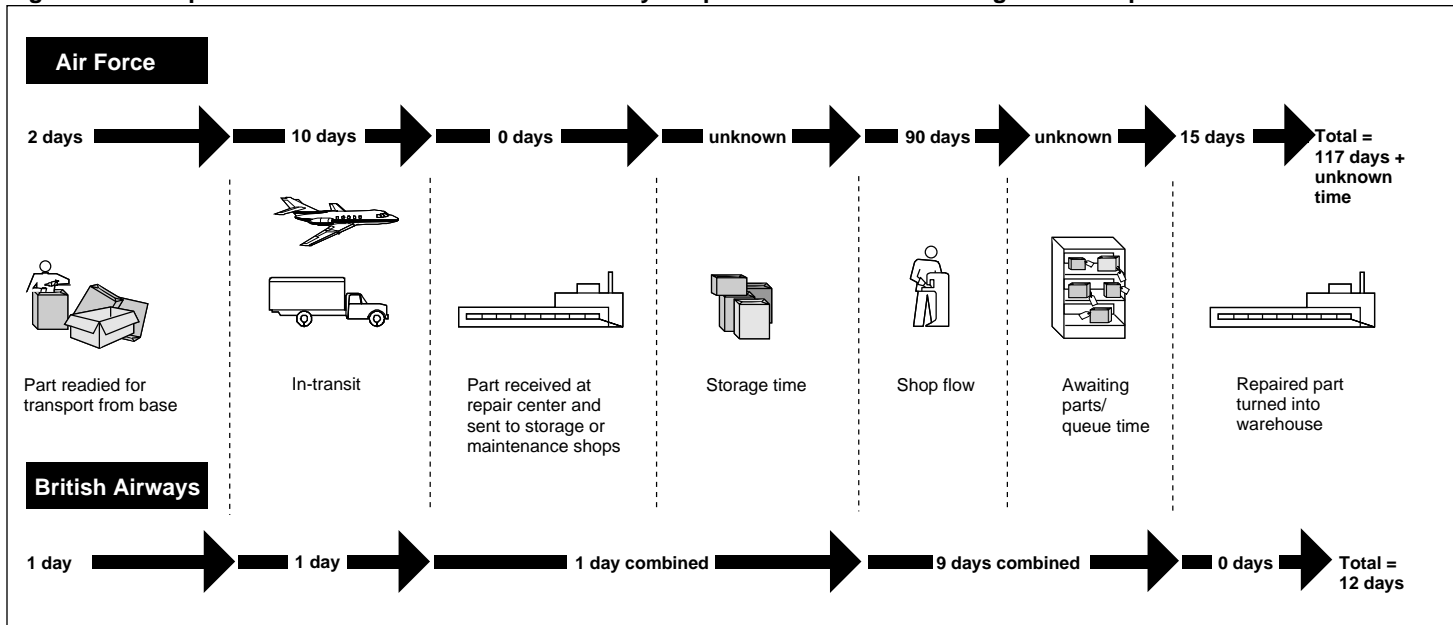 Air Force
2 days
10 days
0 days
unknown
90 days
unknown
15 days
Total =
117 days +
unknown
time
Part readied for
transport from base
In-transit
Part received at
repair center and
sent to storage or
maintenance shops
Storage time
Shop flow
Awaiting
parts/
queue time
Repaired part
turned into
warehouse
British Airways
1 day
1 day
1 day combined
9 days combined
0 days
Total =
12 days